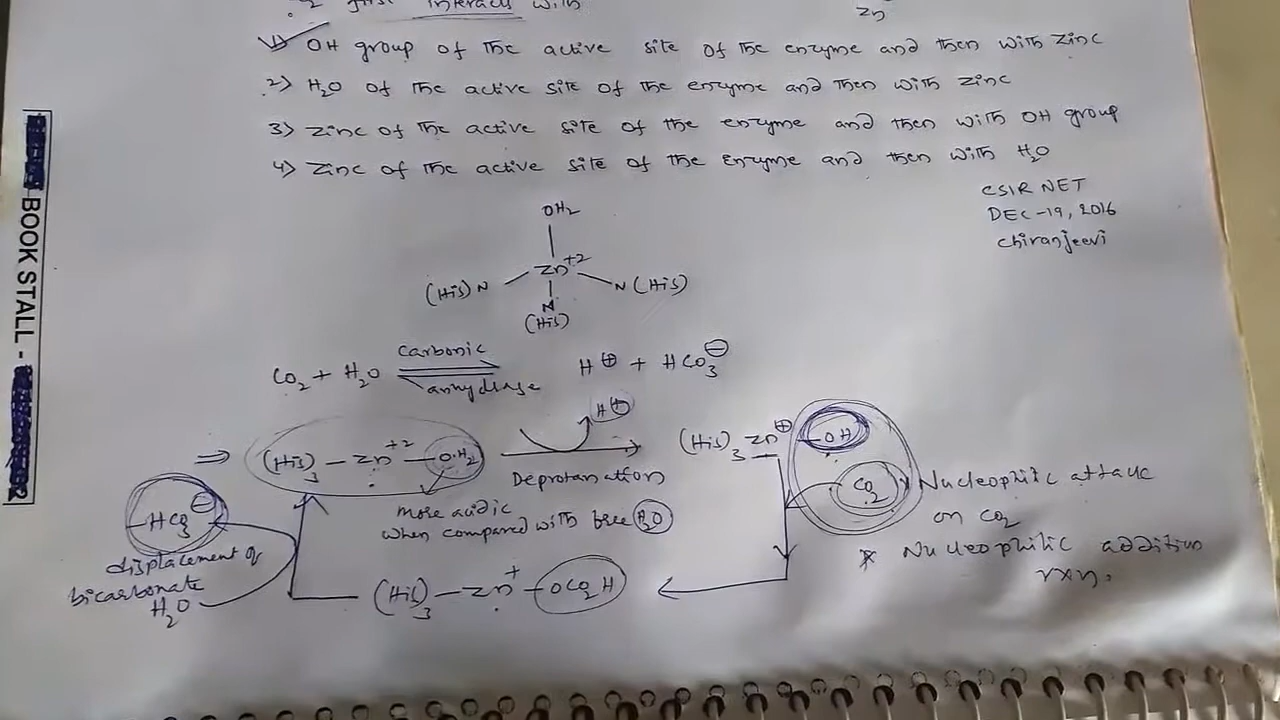 interacts with
Zn
1) OH group of the active site of the enzyme and then with zinc
2) H₂O of the active site of the enzyme and then with zinc
3) zinc of the active site of the enzyme and then with OH group
4) zinc of the active site of the enzyme and then with H₂O
CSIR NET
DEC-19, 2016
chiranjeevi
OH₂
Zn⁺²
(His) N
N (His)
N
(His)
CO₂ + H₂O carbonic anhydrase H⊕ + HCO₃⊖
⇒ (His)₃ – Zn⁺² – OH₂
H⊕
Deprotanation
(His)₃ Zn⊕ – OH
CO₂
Nucleophilic attack
on CO₂
* Nucleophilic addition
rxn.
more acidic
when compared with free H₂O
HCO₃⊖
displacement of
bicarbonate
H₂O
(His)₃ – Zn⁺ – OCO₂H
BOOK STALL -